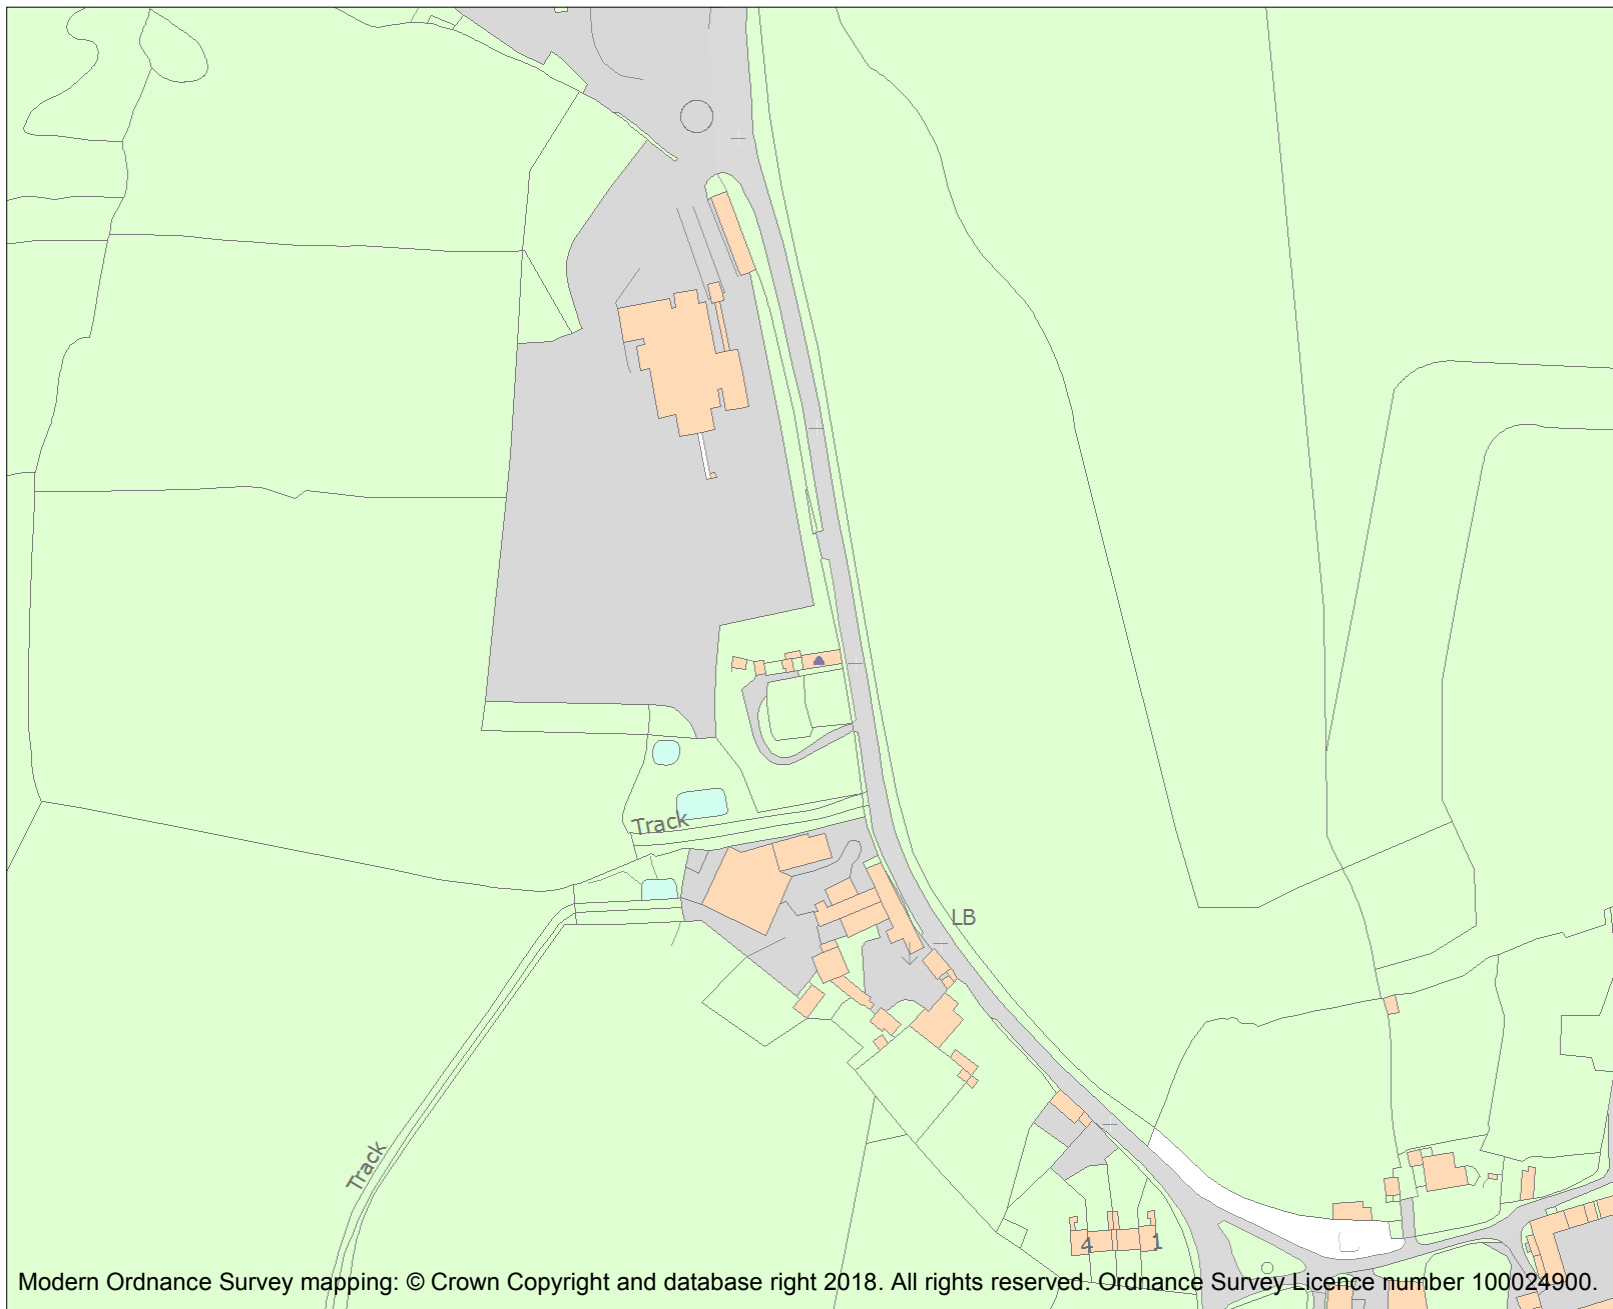 Track
LB
Track
4
1
Modern Ordnance Survey mapping: © Crown Copyright and database right 2018. All rights reserved. Ordnance Survey Licence number 100024900.